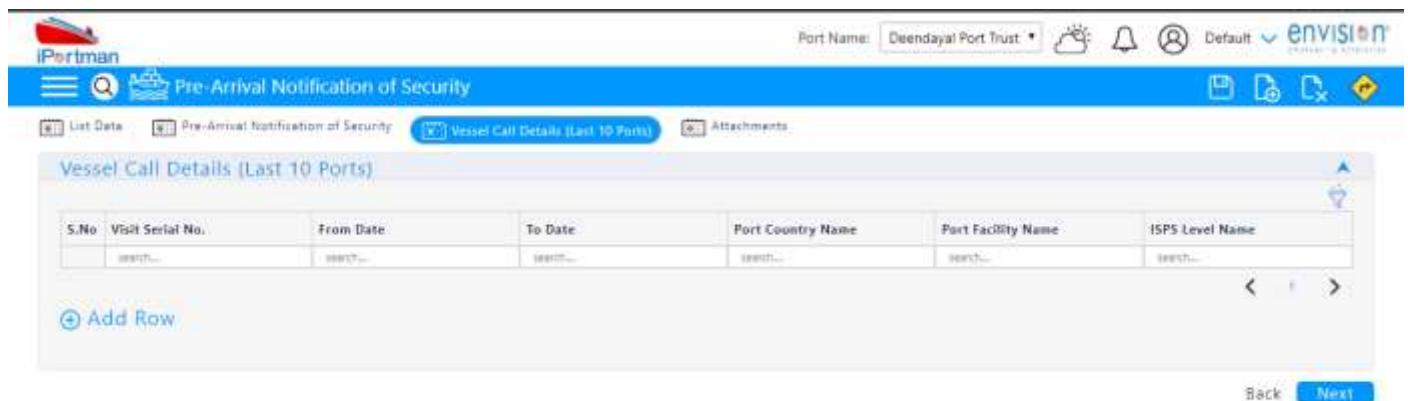 Port Name: Deendayal Port Trust Default envision
iPortman
Pre-Arrival Notification of Security
List Data Pre-Arrival Notification of Security Vessel Call Details (Last 10 Ports) Attachments
Vessel Call Details (Last 10 Ports)
S.No Visit Serial No. From Date To Date Port Country Name Port Facility Name ISPS Level Name
search... search... search... search... search... search...
Add Row
Back Next